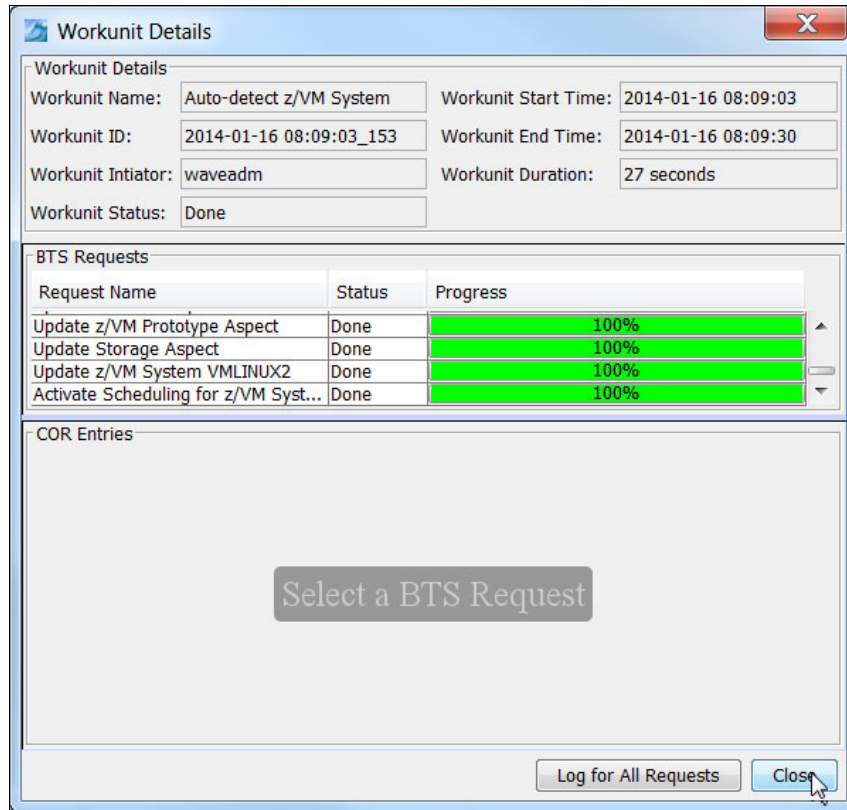 Workunit Details
Workunit Details
Workunit Name: Auto-detect z/VM System Workunit Start Time: 2014-01-16 08:09:03
Workunit ID: 2014-01-16 08:09:03_153 Workunit End Time: 2014-01-16 08:09:30
Workunit Intiator: waveadm Workunit Duration: 27 seconds
Workunit Status: Done
BTS Requests
Request Name Status Progress
Update z/VM Prototype Aspect Done 100%
Update Storage Aspect Done 100%
Update z/VM System VMLINUX2 Done 100%
Activate Scheduling for z/VM Syst... Done 100%
COR Entries
Select a BTS Request
Log for All Requests Close